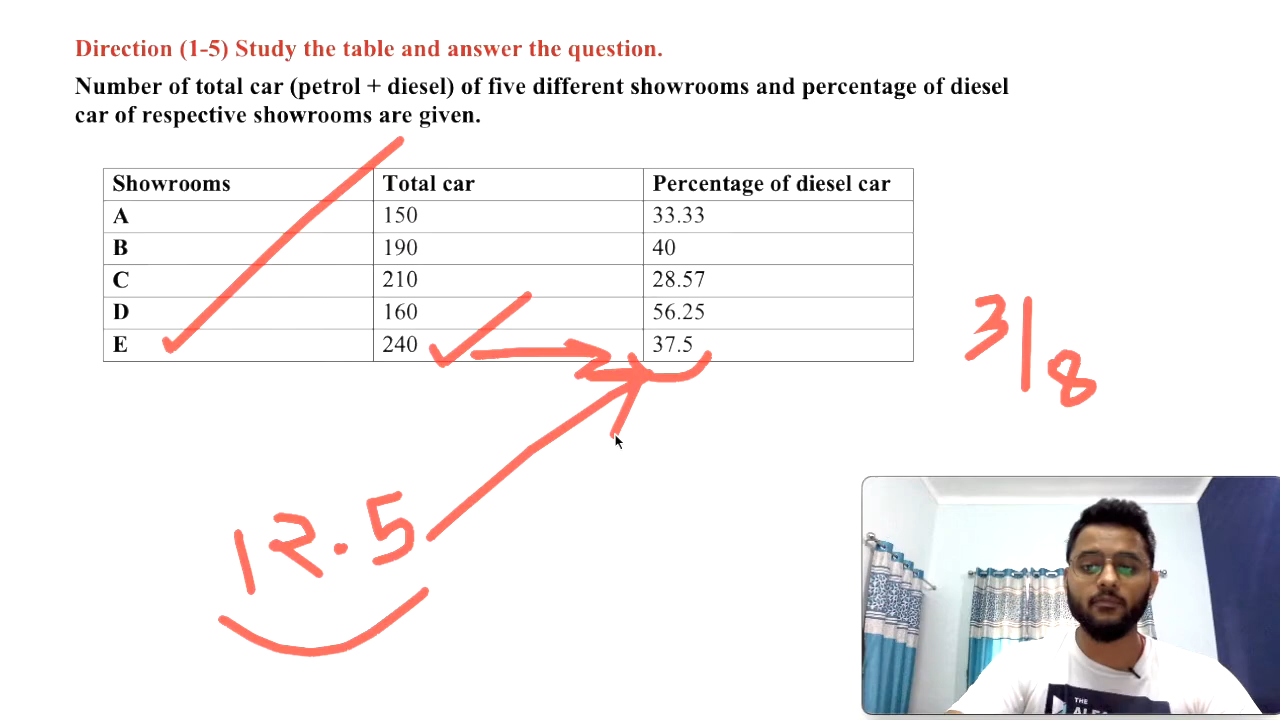 Direction (1-5) Study the table and answer the question.
Number of total car (petrol + diesel) of five different showrooms and percentage of diesel
car of respective showrooms are given.
Showrooms Total car Percentage of diesel car
A 150 33.33
B 190 40
C 210 28.57
D 160 56.25
E 240 37.5
3/8
12.5
THE